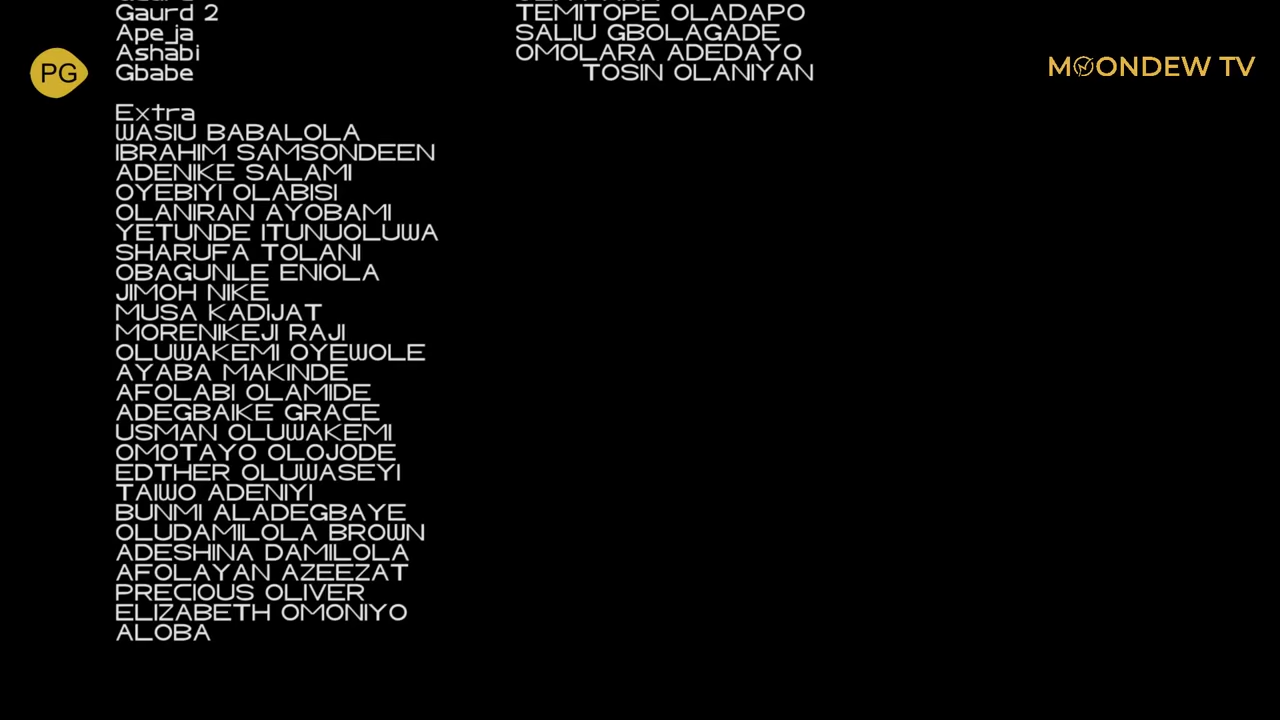 Gaurd 2 TEMITOPE OLADAPO
Apeja SALIU GBOLAGADE
Ashabi OMOLARA ADEDAYO
Gbabe TOSIN OLANIYAN
PG
MOONDEW TV
Extra
WASIU BABALOLA
IBRAHIM SAMSONDEEN
ADENIKE SALAMI
OYEBIYI OLABISI
OLANIRAN AYOBAMI
YETUNDE ITUNUOLUWA
SHARUFA TOLANI
OBAGUNLE ENIOLA
JIMOH NIKE
MUSA KADIJAT
MORENIKEJI RAJI
OLUWAKEMI OYEWOLE
AYABA MAKINDE
AFOLABI OLAMIDE
ADEGBAIKE GRACE
USMAN OLUWAKEMI
OMOTAYO OLOJODE
EDTHER OLUWASEYI
TAIWO ADENIYI
BUNMI ALADEGBAYE
OLUDAMILOLA BROWN
ADESHINA DAMILOLA
AFOLAYAN AZEEZAT
PRECIOUS OLIVER
ELIZABETH OMONIYO
ALOBA